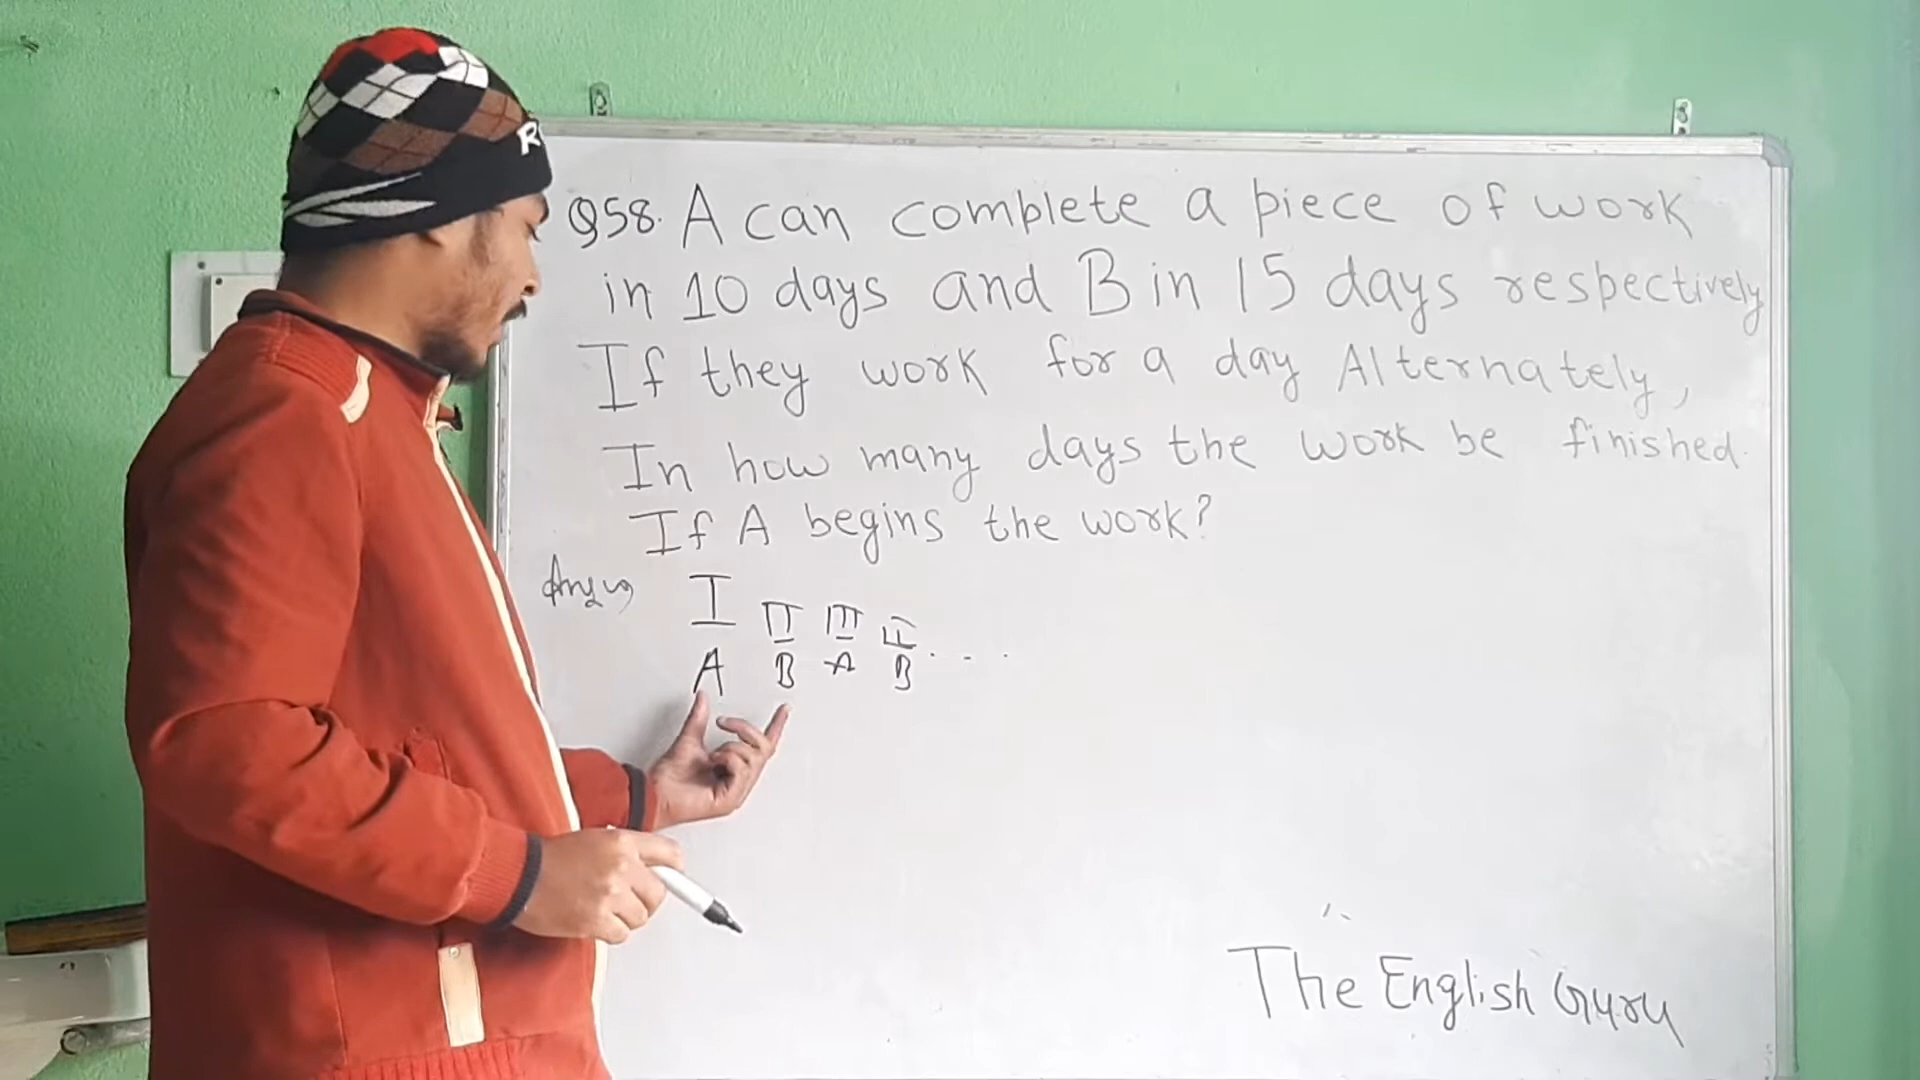 Q58. A can complete a piece of work
in 10 days and B in 15 days respectively
If they work for a day Alternately,
In how many days the work be finished.
If A begins the work?
I II III IV
A B A B . . .
The English Guru